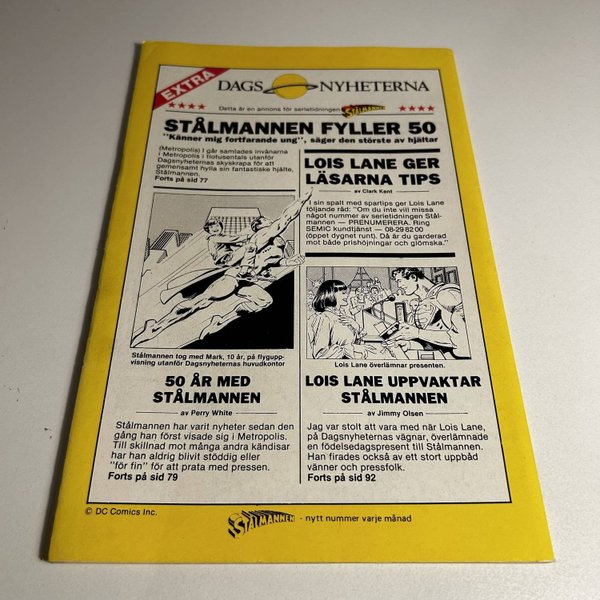 EXTRA
DAGS NYHETERNA
Detta är en annons för serietidningen STÅLMANNEN
STÅLMANNEN FYLLER 50
"Känner mig fortfarande ung", säger den störste av hjältar
(Metropolis) I går samlades invånarna
i Metropolis i tiotusentals utanför
Dagsnyheternas skyskrapa för att
gemensamt hylla sin fantastiske hjälte,
Stålmannen.
Forts på sid 77
LOIS LANE GER
LÄSARNA TIPS
av Clark Kent
I sin spalt med spartips ger Lois Lane
följande råd: "Om du inte vill missa
något nummer av serietidningen Stål-
mannen — PRENUMERERA. Ring
SEMIC kundtjänst — 08-29 82 00
(öppet dygnet runt). Då är du garderad
mot både prishöjningar och glömska."
Stålmannen tog med Mark, 10 år, på flygupp-
visning utanför Dagsnyheternas huvudkontor
Lois Lane överlämnar presenten.
50 ÅR MED
STÅLMANNEN
av Perry White
Stålmannen har varit nyheter sedan den
gång han först visade sig i Metropolis.
Till skillnad mot många andra kändisar
har han aldrig blivit stöddig eller
"för fin" för att prata med pressen.
Forts på sid 79
LOIS LANE UPPVAKTAR
STÅLMANNEN
av Jimmy Olsen
Jag var stolt att vara med när Lois Lane,
på Dagsnyheternas vägnar, överlämnade
en födelsedagspresent till Stålmannen.
Han firades också av ett stort uppbåd
vänner och pressfolk.
Forts på sid 92
© DC Comics Inc.
STÅLMANNEN - nytt nummer varje månad